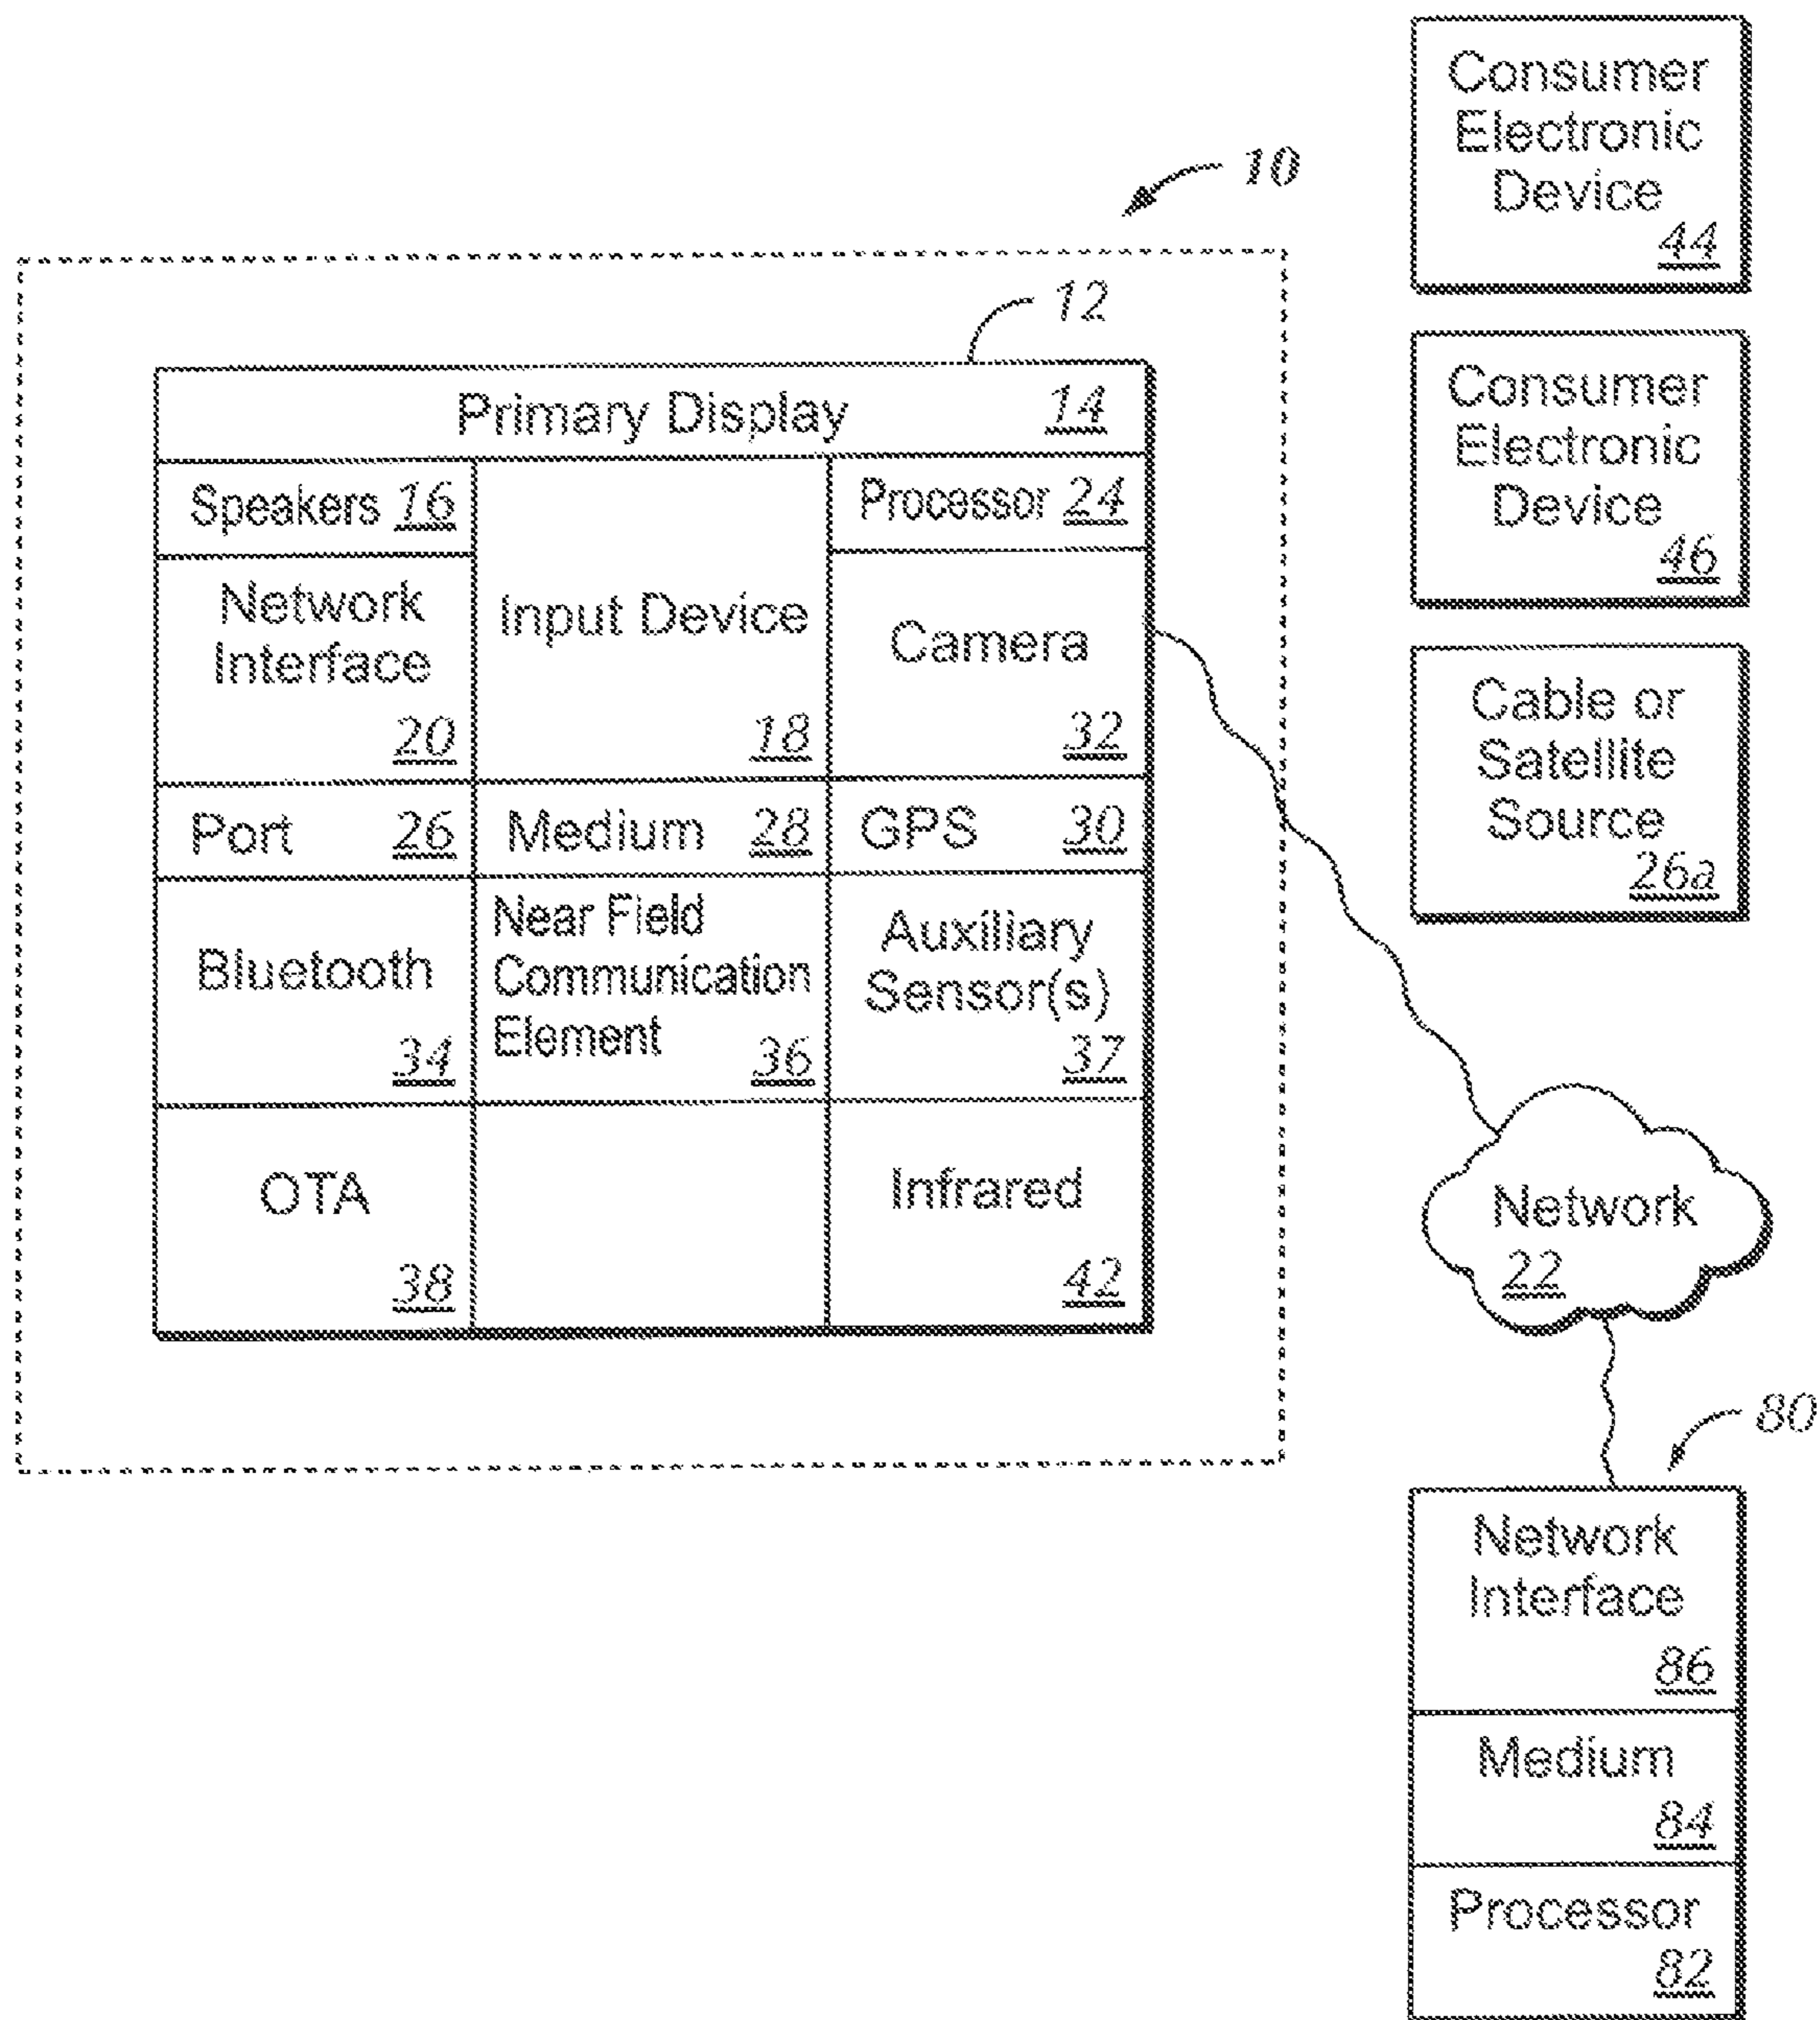 10
12
Primary Display 14
Speakers 16
Processor 24
Network
Interface
20
Input Device
18
Camera
32
Port 26
Medium 28
GPS 30
Bluetooth
34
Near Field
Communication
Element
36
Auxiliary
Sensor(s)
37
OTA
38
Infrared
42
Consumer
Electronic
Device
44
Consumer
Electronic
Device
46
Cable or
Satellite
Source
26a
Network
22
80
Network
Interface
86
Medium
84
Processor
82